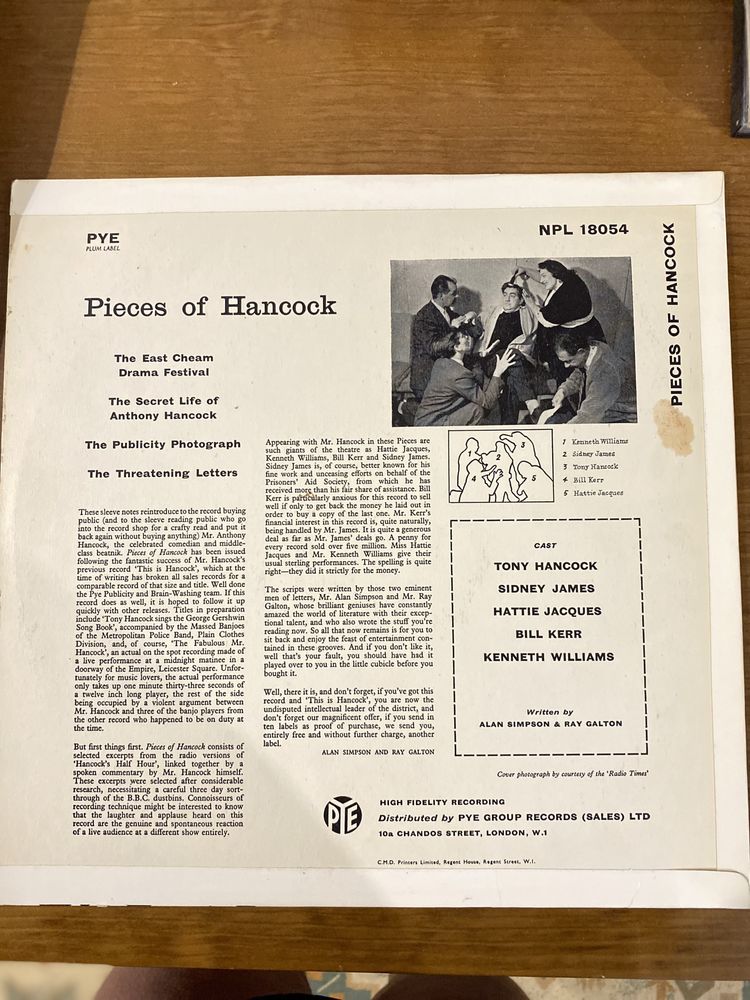 PYE
PLUM LABEL
NPL 18054
PIECES OF HANCOCK
Pieces of Hancock
The East Cheam
Drama Festival
The Secret Life of
Anthony Hancock
The Publicity Photograph
The Threatening Letters
These sleeve notes reintroduce to the record buying
public (and to the sleeve reading public who go
into the record shop for a crafty read and put it
back again without buying anything) Mr. Anthony
Hancock, the celebrated comedian and middle-
class beatnik. Pieces of Hancock has been issued
following the fantastic success of Mr. Hancock's
previous record 'This is Hancock', which at the
time of writing has broken all sales records for a
comparable record of that size and title. Well done
the Pye Publicity and Brain-Washing team. If this
record does as well, it is hoped to follow it up
quickly with other releases. Titles in preparation
include 'Tony Hancock sings the George Gershwin
Song Book', accompanied by the Massed Banjoes
of the Metropolitan Police Band, Plain Clothes
Division, and, of course, 'The Fabulous Mr.
Hancock', an actual on the spot recording made of
a live performance at a midnight matinee in a
doorway of the Empire, Leicester Square. Unfor-
tunately for music lovers, the actual performance
only takes up one minute thirty-three seconds of
a twelve inch long player, the rest of the side
being occupied by a violent argument between
Mr. Hancock and three of the banjo players from
the other record who happened to be on duty at
the time.
But first things first. Pieces of Hancock consists of
selected excerpts from the radio versions of
'Hancock's Half Hour', linked together by a
spoken commentary by Mr. Hancock himself.
These excerpts were selected after considerable
research, necessitating a careful three day sort-
through of the B.B.C. dustbins. Connoisseurs of
recording technique might be interested to know
that the laughter and applause heard on this
record are the genuine and spontaneous reaction
of a live audience at a different show entirely.
Appearing with Mr. Hancock in these Pieces are
such giants of the theatre as Hattie Jacques,
Kenneth Williams, Bill Kerr and Sidney James.
Sidney James is, of course, better known for his
fine work and unceasing efforts on behalf of the
Prisoners' Aid Society, from which he has
received more than his fair share of assistance. Bill
Kerr is particularly anxious for this record to sell
well if only to get back the money he laid out in
order to buy a copy of the last one. Mr. Kerr's
financial interest in this record is, quite naturally,
being handled by Mr. James. It is quite a generous
deal as far as Mr. James' deals go. A penny for
every record sold over five million. Miss Hattie
Jacques and Mr. Kenneth Williams give their
usual sterling performances. The spelling is quite
right—they did it strictly for the money.
The scripts were written by those two eminent
men of letters, Mr. Alan Simpson and Mr. Ray
Galton, whose brilliant geniuses have constantly
amazed the world of literature with their excep-
tional talent, and who also wrote the stuff you're
reading now. So all that now remains is for you to
sit back and enjoy the feast of entertainment con-
tained in these grooves. And if you don't like it,
well that's your fault, you should have had it
played over to you in the little cubicle before you
bought it.
Well, there it is, and don't forget, if you've got this
record and 'This is Hancock', you are now the
undisputed intellectual leader of the district, and
don't forget our magnificent offer, if you send in
ten labels as proof of purchase, we send you,
entirely free and without further charge, another
label.
ALAN SIMPSON AND RAY GALTON
1
2
3
4
5
1 Kenneth Williams
2 Sidney James
3 Tony Hancock
4 Bill Kerr
5 Hattie Jacques
CAST
TONY HANCOCK
SIDNEY JAMES
HATTIE JACQUES
BILL KERR
KENNETH WILLIAMS
Written by
ALAN SIMPSON & RAY GALTON
Cover photograph by courtesy of the 'Radio Times'
PYE
HIGH FIDELITY RECORDING
Distributed by PYE GROUP RECORDS (SALES) LTD
10a CHANDOS STREET, LONDON, W.1
C.M.D. Printers Limited, Regent House, Regent Street, W.1.